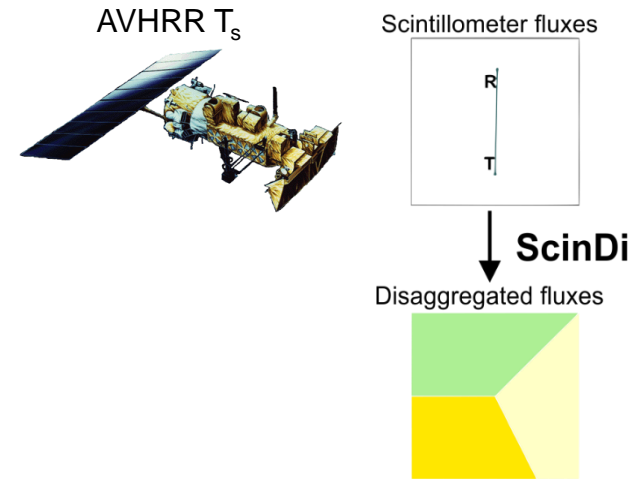 AVHRR Ts
Scintillometer fluxes
R
T
ScinDi
Disaggregated fluxes